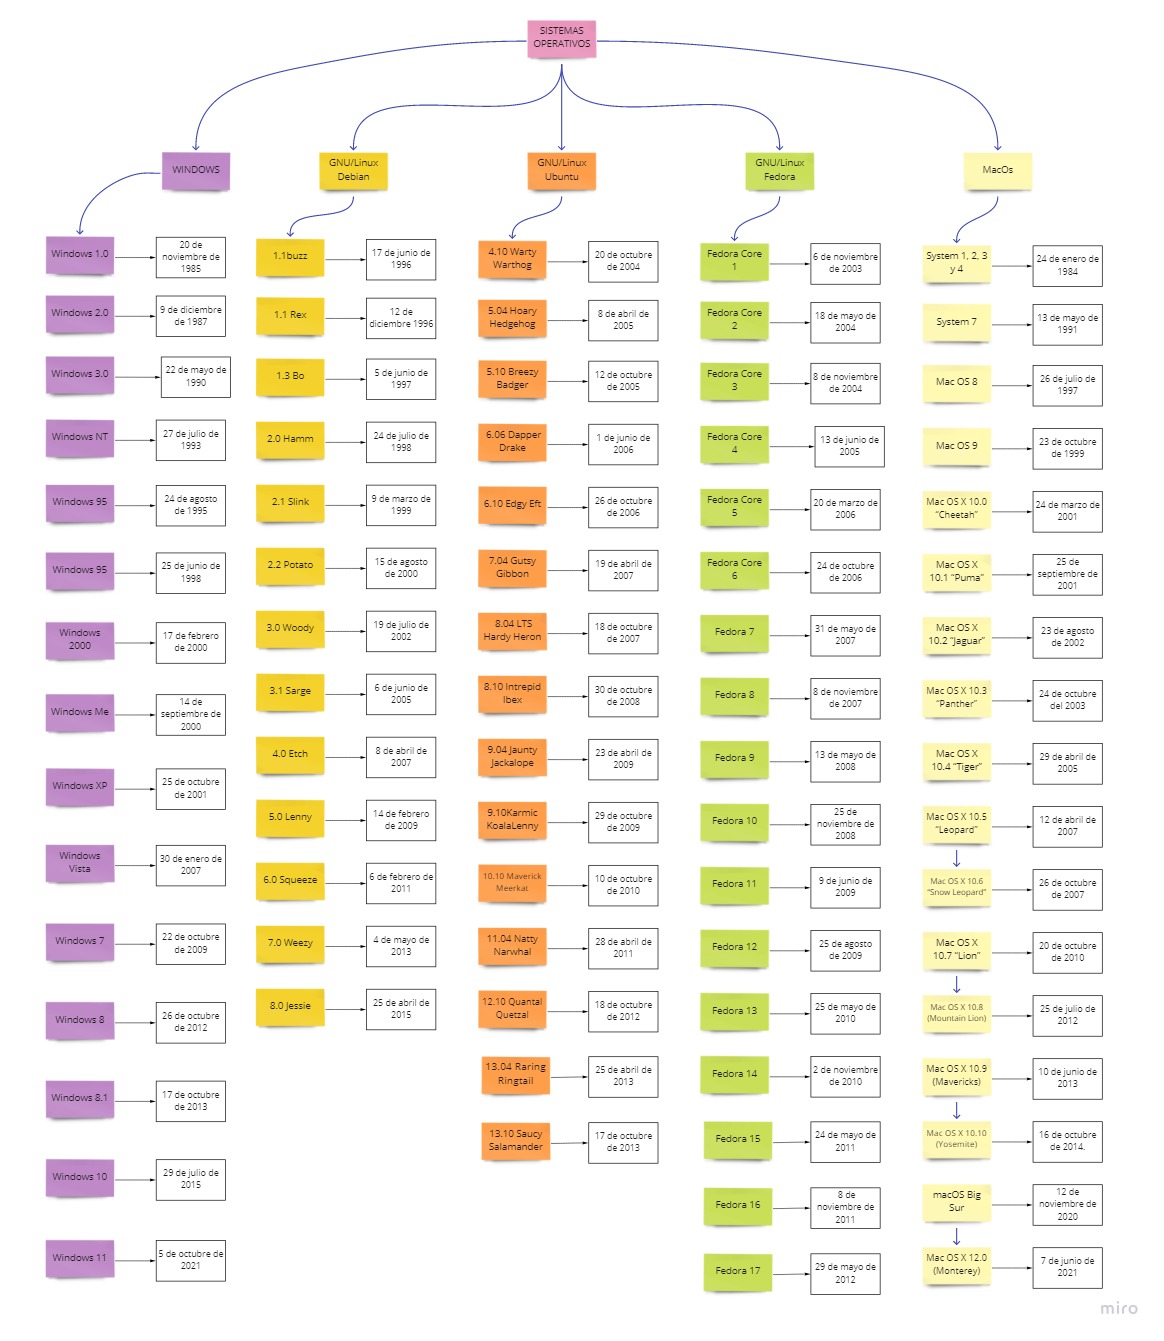 SISTEMAS
OPERATIVOS
WINDOWS
Windows 1.0
20 de
noviembre de
1985
Windows 2.0
9 de diciembre
de 1987
Windows 3.0
22 de mayo de
1990
Windows NT
27 de julio de
1993
Windows 95
24 de agosto
de 1995
Windows 95
25 de junio de
1998
Windows
2000
17 de febrero
de 2000
Windows Me
14 de
septiembre de
2000
Windows XP
25 de octubre
de 2001
Windows
Vista
30 de enero de
2007
Windows 7
22 de octubre
de 2009
Windows 8
26 de octubre
de 2012
Windows 8.1
17 de octubre
de 2013
Windows 10
29 de julio de
2015
Windows 11
5 de octubre de
2021
GNU/Linux
Debian
1.1buzz
17 de junio de
1996
1.1 Rex
12 de
diciembre 1996
1.3 Bo
5 de junio de
1997
2.0 Hamm
24 de julio de
1998
2.1 Slink
9 de marzo de
1999
2.2 Potato
15 de agosto
de 2000
3.0 Woody
19 de julio de
2002
3.1 Sarge
6 de junio de
2005
4.0 Etch
8 de abril de
2007
5.0 Lenny
14 de febrero
de 2009
6.0 Squeeze
6 de febrero de
2011
7.0 Weezy
4 de mayo de
2013
8.0 Jessie
25 de abril de
2015
GNU/Linux
Ubuntu
4.10 Warty
Warthog
20 de octubre
de 2004
5.04 Hoary
Hedgehog
8 de abril de
2005
5.10 Breezy
Badger
12 de octubre
de 2005
6.06 Dapper
Drake
1 de junio de
2006
6.10 Edgy Eft
26 de octubre
de 2006
7.04 Gutsy
Gibbon
19 de abril de
2007
8.04 LTS
Hardy Heron
18 de octubre
de 2007
8.10 Intrepid
Ibex
30 de octubre
de 2008
9.04 Jaunty
Jackalope
23 de abril de
2009
9.10Karmic
KoalaLenny
29 de octubre
de 2009
10.10 Maverick
Meerkat
10 de octubre
de 2010
11.04 Natty
Narwhal
28 de abril de
2011
12.10 Quantal
Quetzal
18 de octubre
de 2012
13.04 Raring
Ringtail
25 de abril de
2013
13.10 Saucy
Salamander
17 de octubre
de 2013
GNU/Linux
Fedora
Fedora Core
1
6 de noviembre
de 2003
Fedora Core
2
18 de mayo de
2004
Fedora Core
3
8 de noviembre
de 2004
Fedora Core
4
13 de junio de
2005
Fedora Core
5
20 de marzo de
2006
Fedora Core
6
24 de octubre
de 2006
Fedora 7
31 de mayo de
2007
Fedora 8
8 de noviembre
de 2007
Fedora 9
13 de mayo de
2008
Fedora 10
25 de
noviembre de
2008
Fedora 11
9 de junio de
2009
Fedora 12
25 de agosto
de 2009
Fedora 13
25 de mayo de
2010
Fedora 14
2 de noviembre
de 2010
Fedora 15
24 de mayo de
2011
Fedora 16
8 de
noviembre de
2011
Fedora 17
29 de mayo de
2012
MacOs
System 1, 2, 3
y 4
24 de enero de
1984
System 7
13 de mayo de
1991
Mac OS 8
26 de julio de
1997
Mac OS 9
23 de octubre
de 1999
Mac OS X 10.0
"Cheetah"
24 de marzo de
2001
Mac OS X
10.1 "Puma"
25 de
septiembre de
2001
Mac OS X
10.2 "Jaguar"
23 de agosto
de 2002
Mac OS X 10.3
"Panther"
24 de octubre
del 2003
Mac OS X
10.4 "Tiger"
29 de abril de
2005
Mac OS X 10.5
"Leopard"
12 de abril de
2007
Mac OS X 10.6
"Snow Leopard"
26 de octubre
de 2007
Mac OS X
10.7 "Lion"
20 de octubre
de 2010
Mac OS X 10.8
(Mountain Lion)
25 de julio de
2012
Mac OS X 10.9
(Mavericks)
10 de junio de
2013
Mac OS X 10.10
(Yosemite)
16 de octubre
de 2014.
macOS Big
Sur
12 de
noviembre de
2020
Mac OS X 12.0
(Monterey)
7 de junio de
2021
miro